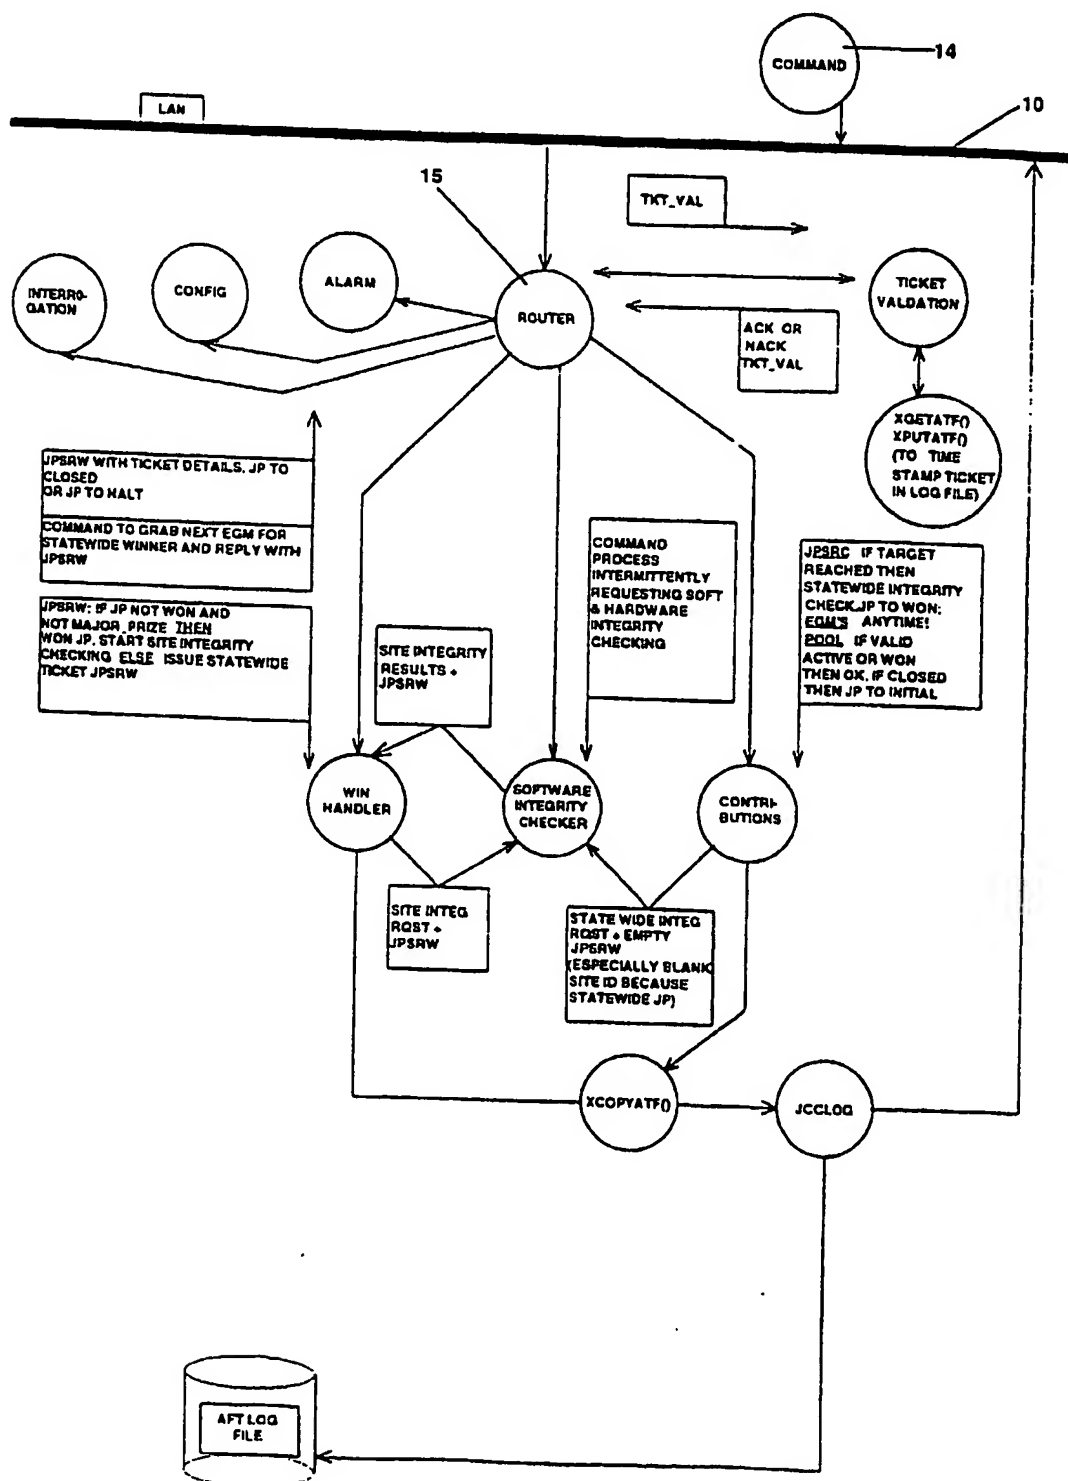 COMMAND
14
LAN
10
15
TKT_VAL
INTERRO-
GATION
CONFIG
ALARM
ROUTER
TICKET
VALDATION
ACK OR
NACK
TKT_VAL
XGETATF()
XPUTATF()
(TO TIME
STAMP TICKET
IN LOG FILE)
JPSRW WITH TICKET DETAILS, JP TO
CLOSED
OR JP TO HALT
COMMAND TO GRAB NEXT EGM FOR
STATEWIDE WINNER AND REPLY WITH
JPSRW
JPSRW: IF JP NOT WON AND
NOT MAJOR PRIZE THEN
WON JP, START SITE INTEGRITY
CHECKING ELSE ISSUE STATEWIDE
TICKET JPSRW
SITE INTEGRITY
RESULTS +
JPSRW
COMMAND
PROCESS
INTERMITTENTLY
REQUESTING SOFT
& HARDWARE
INTEGRITY
CHECKING
JPSRC IF TARGET
REACHED THEN
STATEWIDE INTEGRITY
CHECK,JP TO WON;
EGM'S ANYTIME!
POOL IF VALID
ACTIVE OR WON
THEN OK, IF CLOSED
THEN JP TO INITIAL
WIN
HANDLER
SOFTWARE
INTEGRITY
CHECKER
CONTRI-
BUTIONS
SITE INTEG
RQST +
JPSRW
STATE WIDE INTEG
RQST + EMPTY
JPSRW
(ESPECIALLY BLANK
SITE ID BECAUSE
STATEWIDE JP)
XCOPYATF()
JCCLOG
AFT LOG
FILE